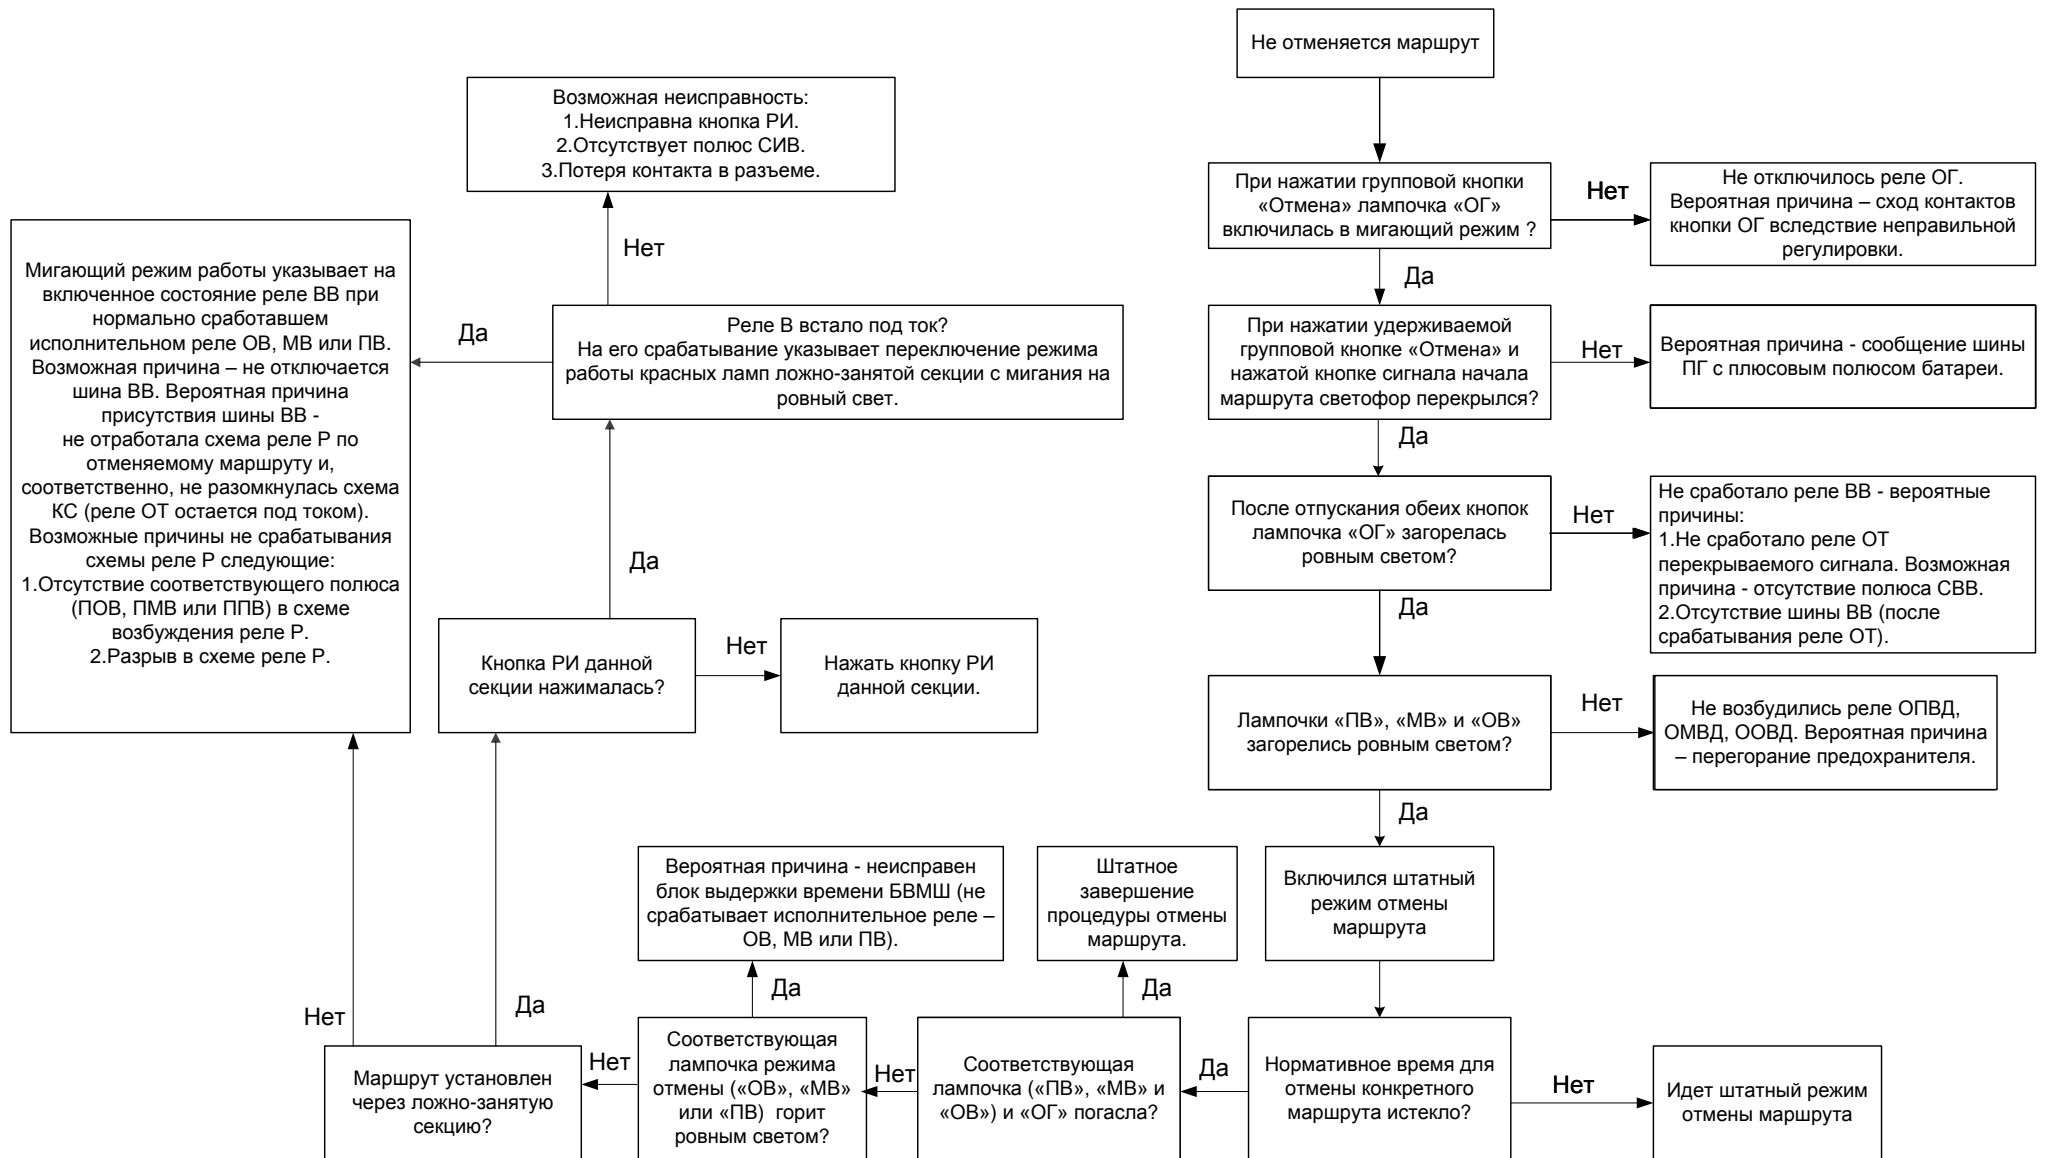 Не отменяется маршрут
При нажатии групповой кнопки
«Отмена» лампочка «ОГ»
включилась в мигающий режим ?
Нет
Не отключилось реле ОГ.
Вероятная причина – сход контактов
кнопки ОГ вследствие неправильной
регулировки.
Да
При нажатии удерживаемой
групповой кнопке «Отмена» и
нажатой кнопке сигнала начала
маршрута светофор перекрылся?
Нет
Вероятная причина - сообщение шины
ПГ с плюсовым полюсом батареи.
Да
После отпускания обеих кнопок
лампочка «ОГ» загорелась
ровным светом?
Нет
Не сработало реле ВВ - вероятные
причины:
1.Не сработало реле ОТ
перекрываемого сигнала. Возможная
причина - отсутствие полюса СВВ.
2.Отсутствие шины ВВ (после
срабатывания реле ОТ).
Да
Лампочки «ПВ», «МВ» и «ОВ»
загорелись ровным светом?
Нет
Не возбудились реле ОПВД,
ОМВД, ООВД. Вероятная причина
– перегорание предохранителя.
Да
Включился штатный
режим отмены
маршрута
Нормативное время для
отмены конкретного
маршрута истекло?
Нет
Идет штатный режим
отмены маршрута
Да
Соответствующая
лампочка («ПВ», «МВ» и
«ОВ») и «ОГ» погасла?
Да
Штатное
завершение
процедуры отмены
маршрута.
Нет
Соответствующая
лампочка режима
отмены («ОВ», «МВ»
или «ПВ)  горит
ровным светом?
Да
Вероятная причина - неисправен
блок выдержки времени БВМШ (не
срабатывает исполнительное реле –
ОВ, МВ или ПВ).
Нет
Маршрут установлен
через ложно-занятую
секцию?
Да
Кнопка РИ данной
секции нажималась?
Нет
Нажать кнопку РИ
данной секции.
Да
Реле В встало под ток?
На его срабатывание указывает переключение режима
работы красных ламп ложно-занятой секции с мигания на
ровный свет.
Нет
Возможная неисправность:
1.Неисправна кнопка РИ.
2.Отсутствует полюс СИВ.
3.Потеря контакта в разъеме.
Да
Нет
Мигающий режим работы указывает на
включенное состояние реле ВВ при
нормально сработавшем
исполнительном реле ОВ, МВ или ПВ.
Возможная причина – не отключается
шина ВВ. Вероятная причина
присутствия шины ВВ -
не отработала схема реле Р по
отменяемому маршруту и,
соответственно, не разомкнулась схема
КС (реле ОТ остается под током).
Возможные причины не срабатывания
схемы реле Р следующие:
1.Отсутствие соответствующего полюса
(ПОВ, ПМВ или ППВ) в схеме
возбуждения реле Р.
2.Разрыв в схеме реле Р.